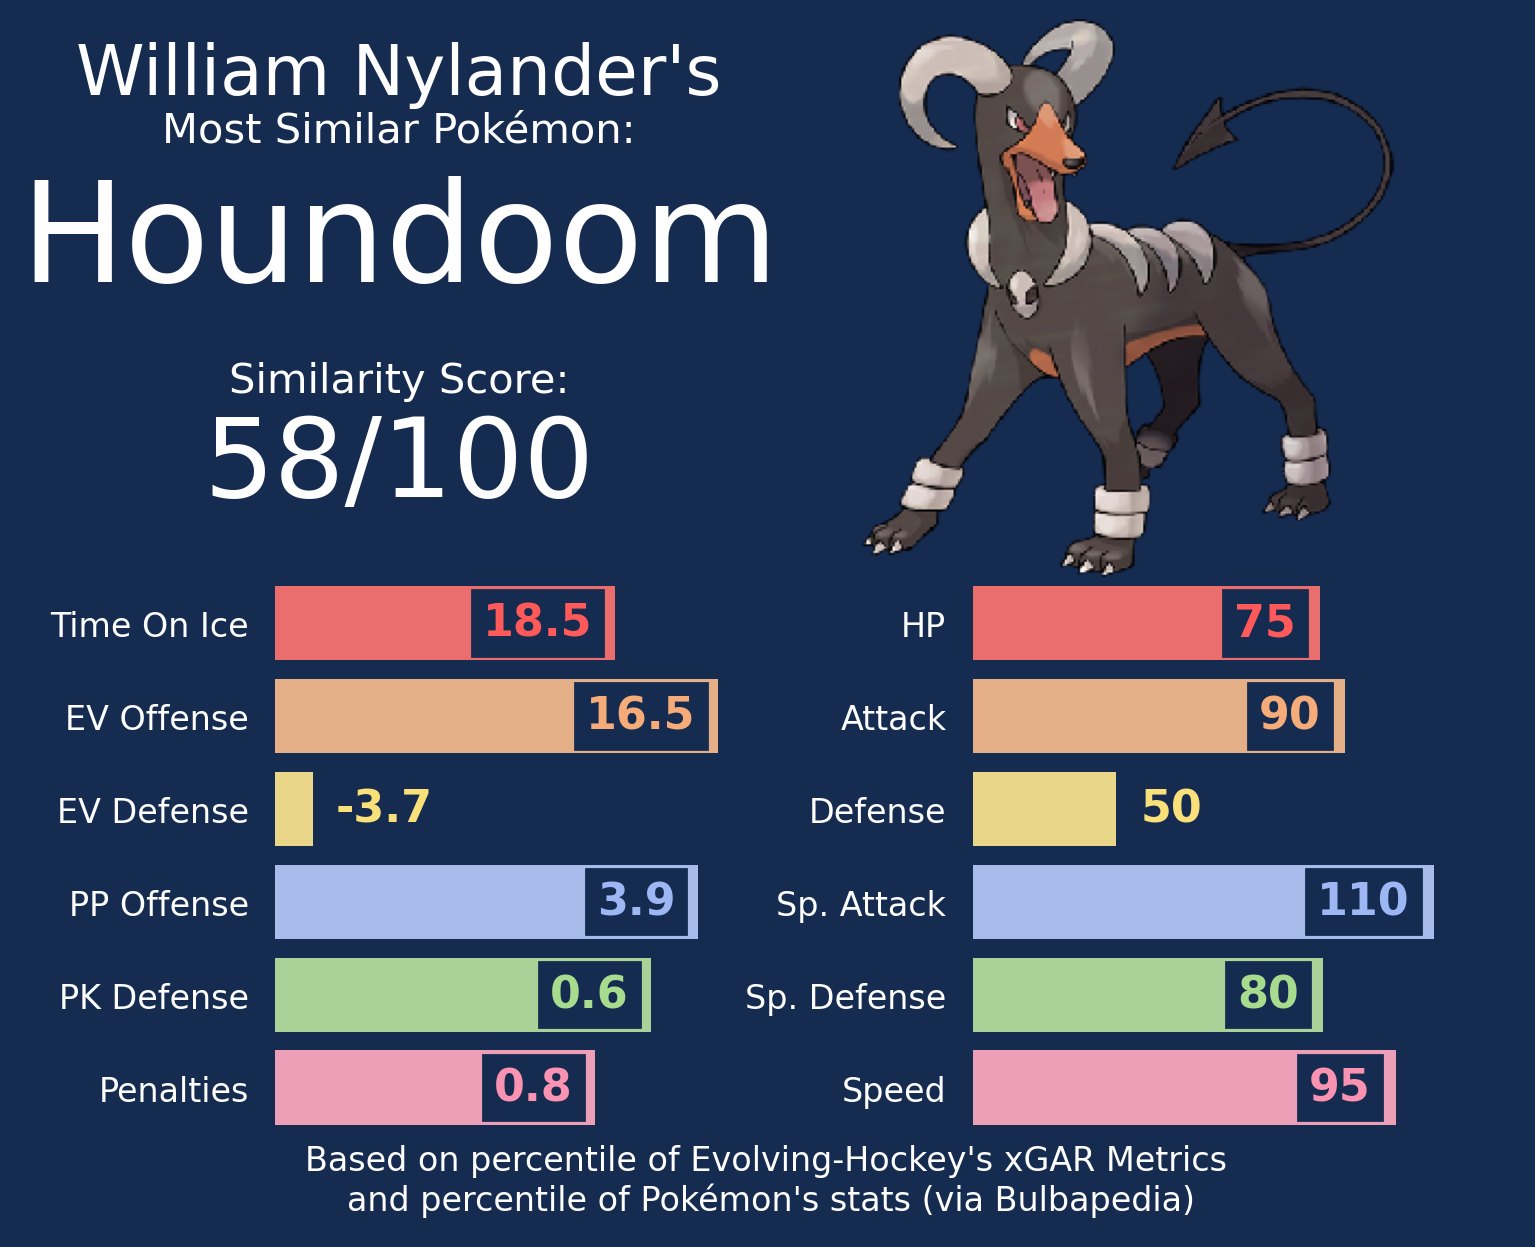 William Nylander's
Most Similar Pokémon:
Houndoom
Similarity Score:
58/100
Time On Ice 18.5
EV Offense 16.5
EV Defense -3.7
PP Offense 3.9
PK Defense 0.6
Penalties 0.8
HP 75
Attack 90
Defense 50
Sp. Attack 110
Sp. Defense 80
Speed 95
Based on percentile of Evolving-Hockey's xGAR Metrics
and percentile of Pokémon's stats (via Bulbapedia)